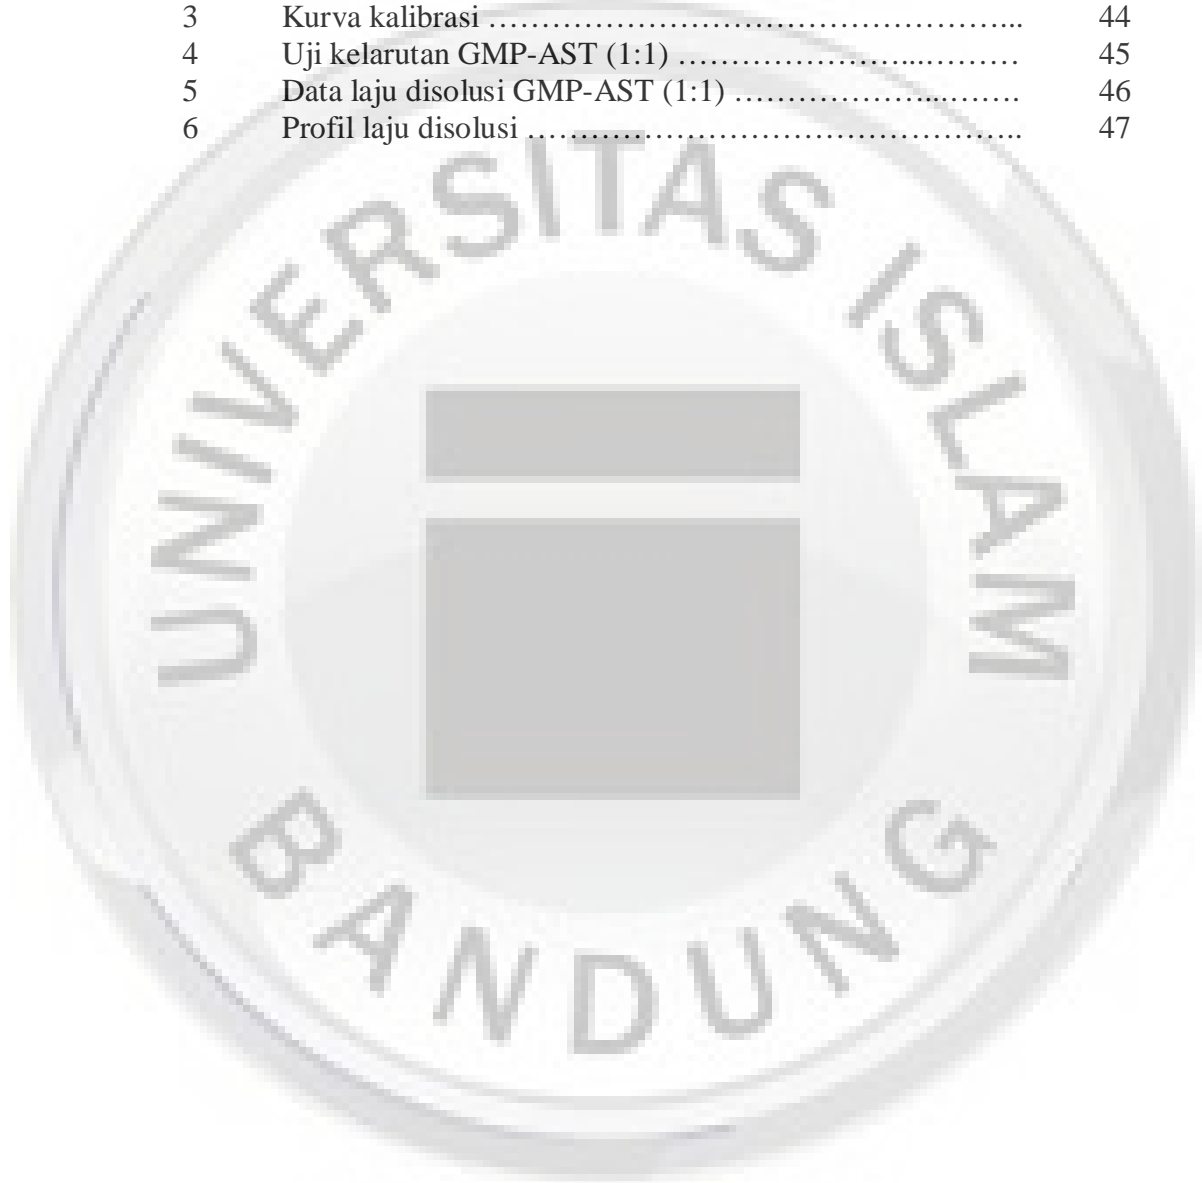 3 Kurva kalibrasi ………………………………………………... 44
4 Uji kelarutan GMP-AST (1:1) …………………...……… 45
5 Data laju disolusi GMP-AST (1:1) ………………...……. 46
6 Profil laju disolusi ……………………………………………. 47
UNIVERSITAS ISLAM
BANDUNG